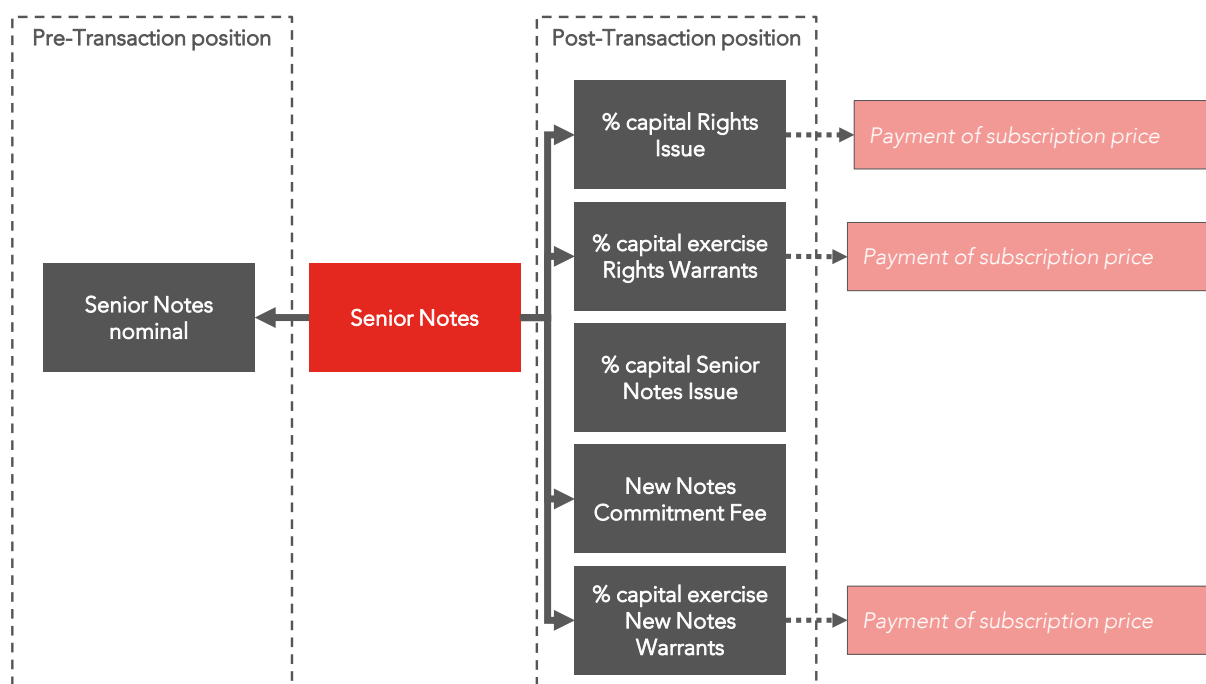 Pre-Transaction position
Post-Transaction position
% capital Rights
Issue
Payment of subscription price
% capital exercise
Rights Warrants
Payment of subscription price
Senior Notes
nominal
Senior Notes
% capital Senior
Notes Issue
New Notes
Commitment Fee
% capital exercise
New Notes
Warrants
Payment of subscription price